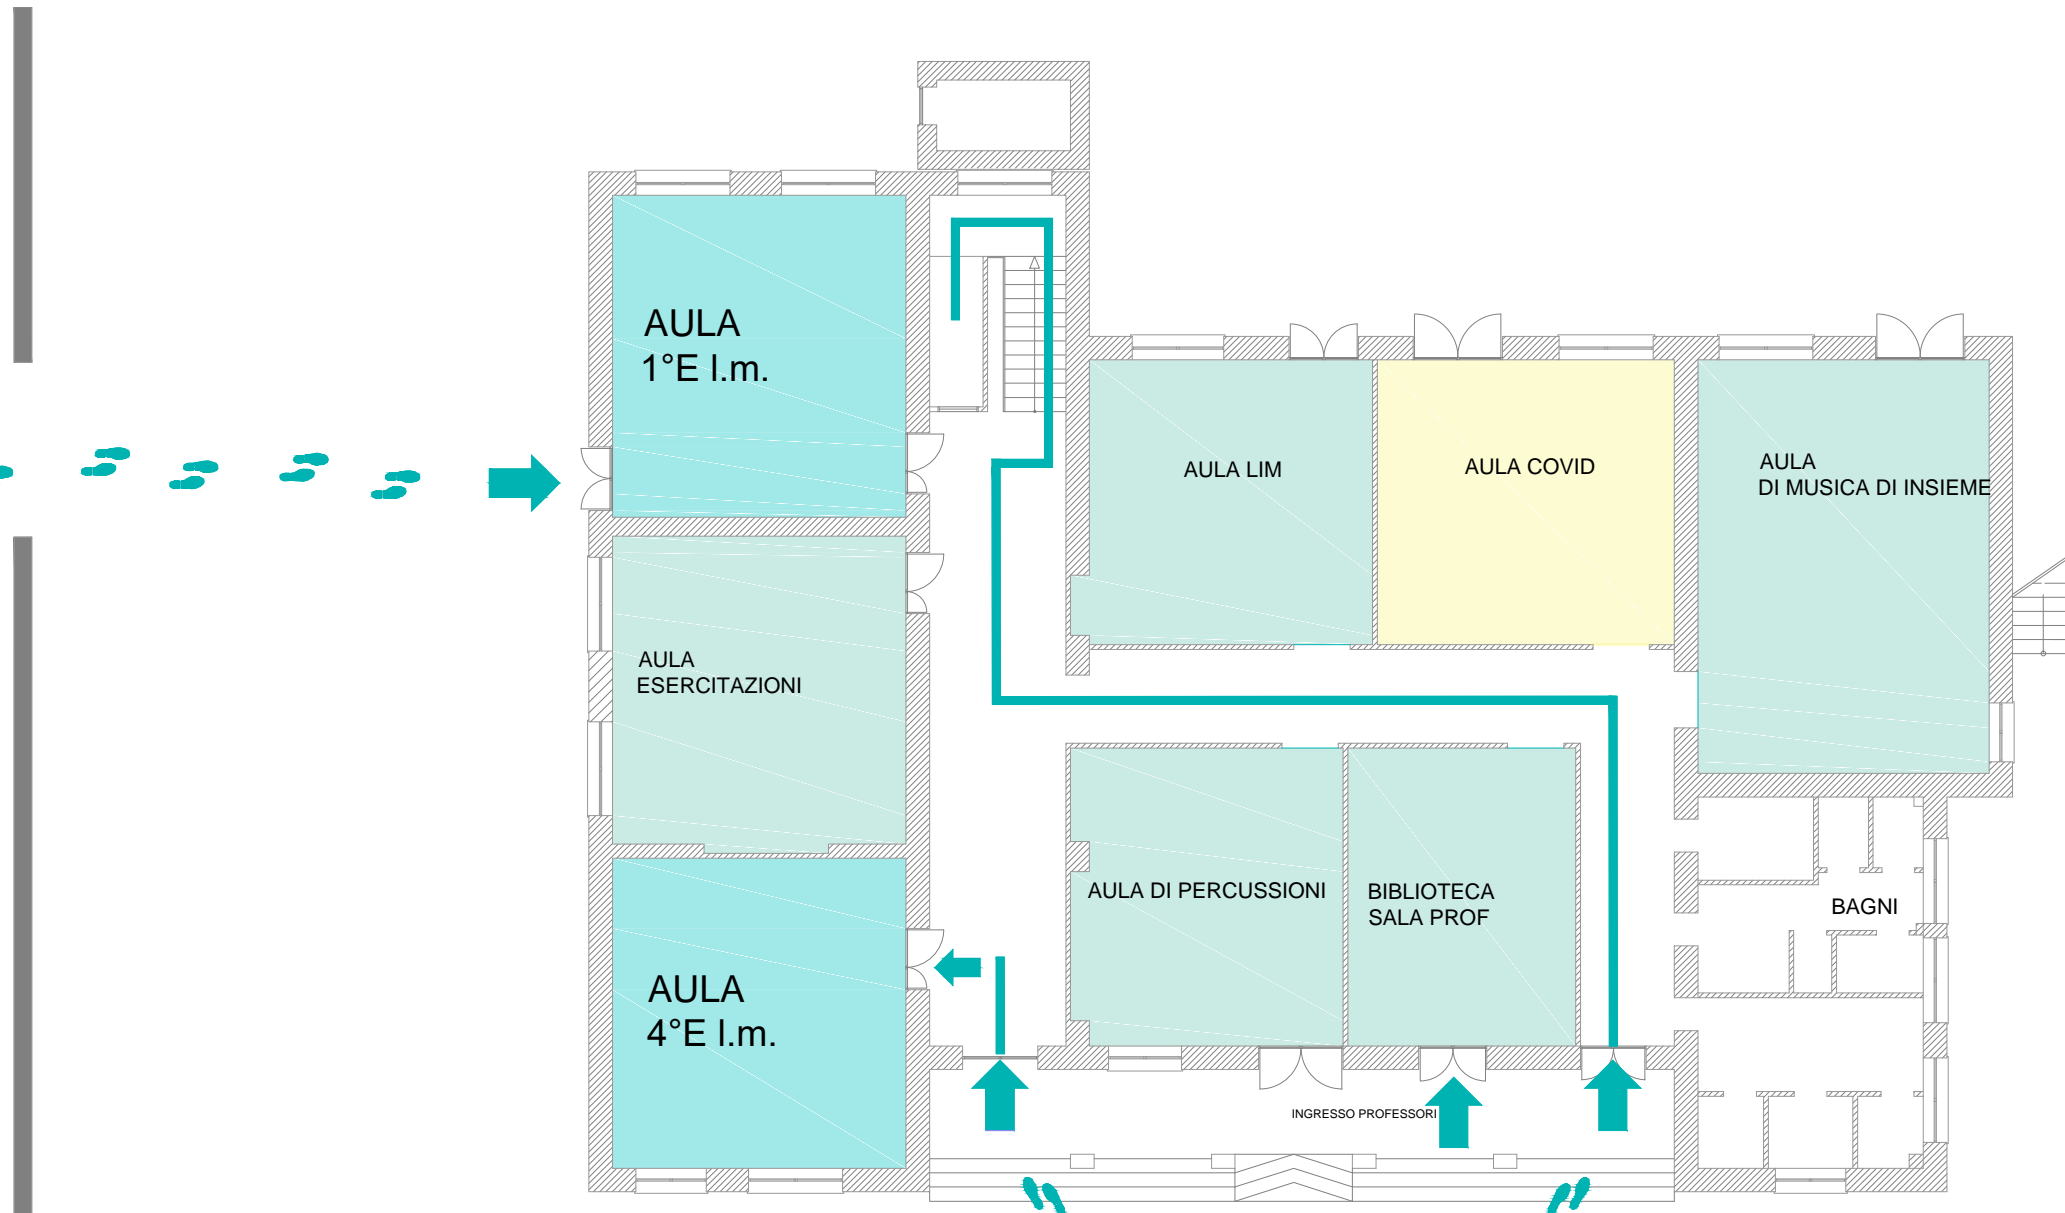 AULA
1°E l.m.
AULA LIM
AULA COVID
AULA
DI MUSICA DI INSIEME
AULA
ESERCITAZIONI
AULA DI PERCUSSIONI
BIBLIOTECA
SALA PROF
BAGNI
AULA
4°E l.m.
INGRESSO PROFESSORI